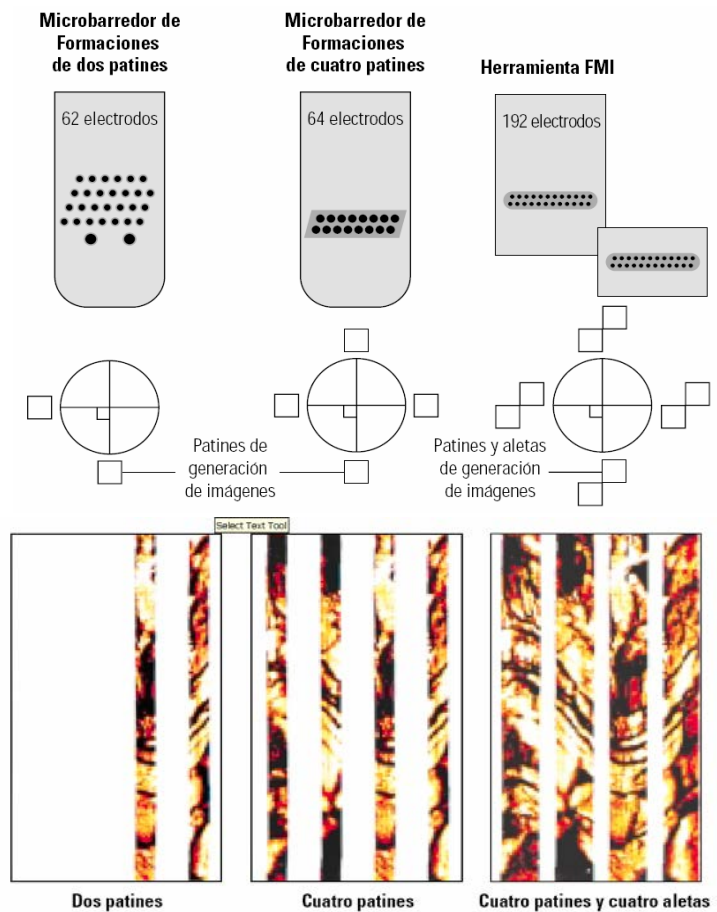 Microbarredor de
Formaciones
de dos patines
Microbarredor de
Formaciones
de cuatro patines
Herramienta FMI
62 electrodos
64 electrodos
192 electrodos
Patines de
generación
de imágenes
Patines y aletas
de generación
de imágenes
Select Text Tool
Dos patines
Cuatro patines
Cuatro patines y cuatro aletas